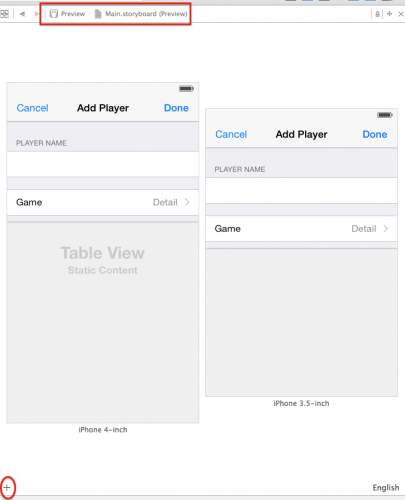 Preview Main.storyboard (Preview)
Cancel Add Player Done
PLAYER NAME
Game Detail
Table View
Static Content
iPhone 4-inch
Cancel Add Player Done
PLAYER NAME
Game Detail
iPhone 3.5-inch
English